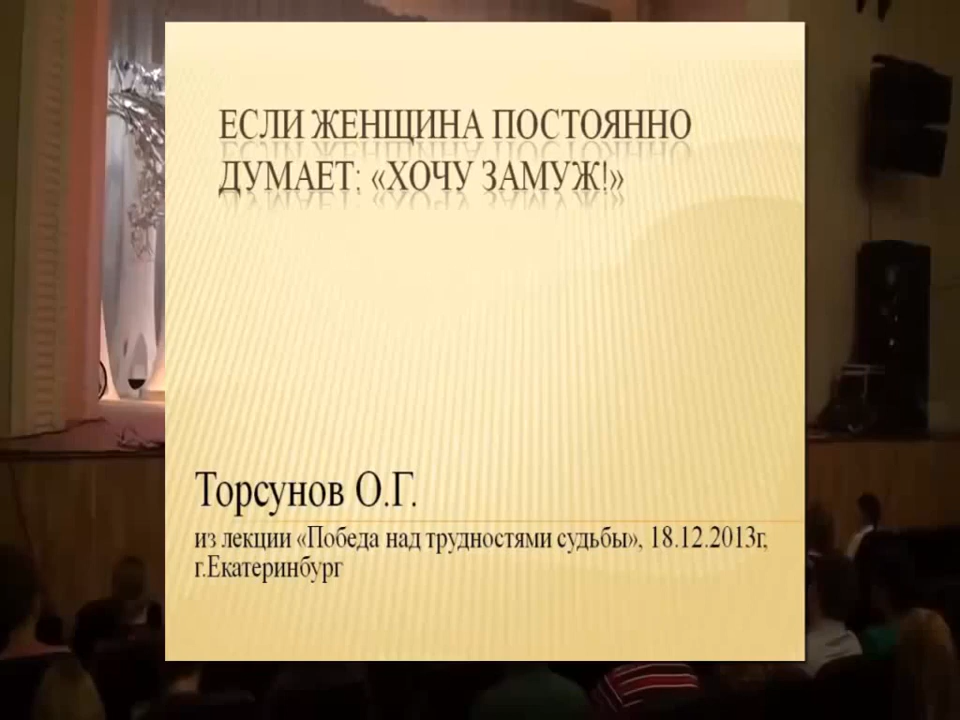 ЕСЛИ ЖЕНЩИНА ПОСТОЯННО
ДУМАЕТ: «ХОЧУ ЗАМУЖ!»
Торсунов О.Г.
из лекции «Победа над трудностями судьбы», 18.12.2013г,
г.Екатеринбург